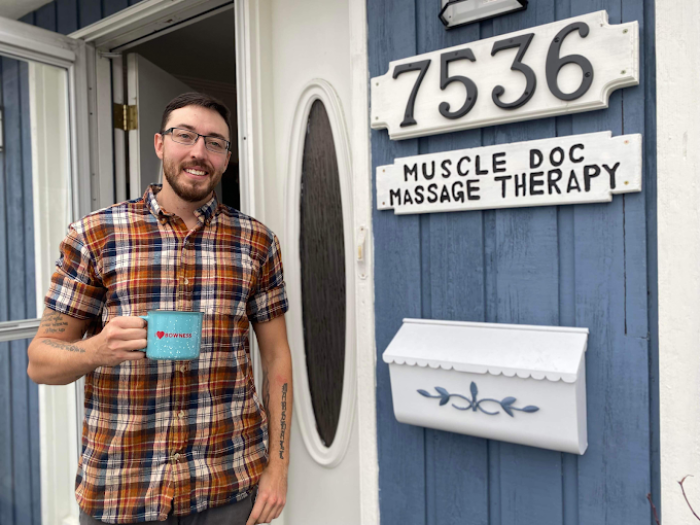 7536
MUSCLE DOC
MASSAGE THERAPY
BOWNESS